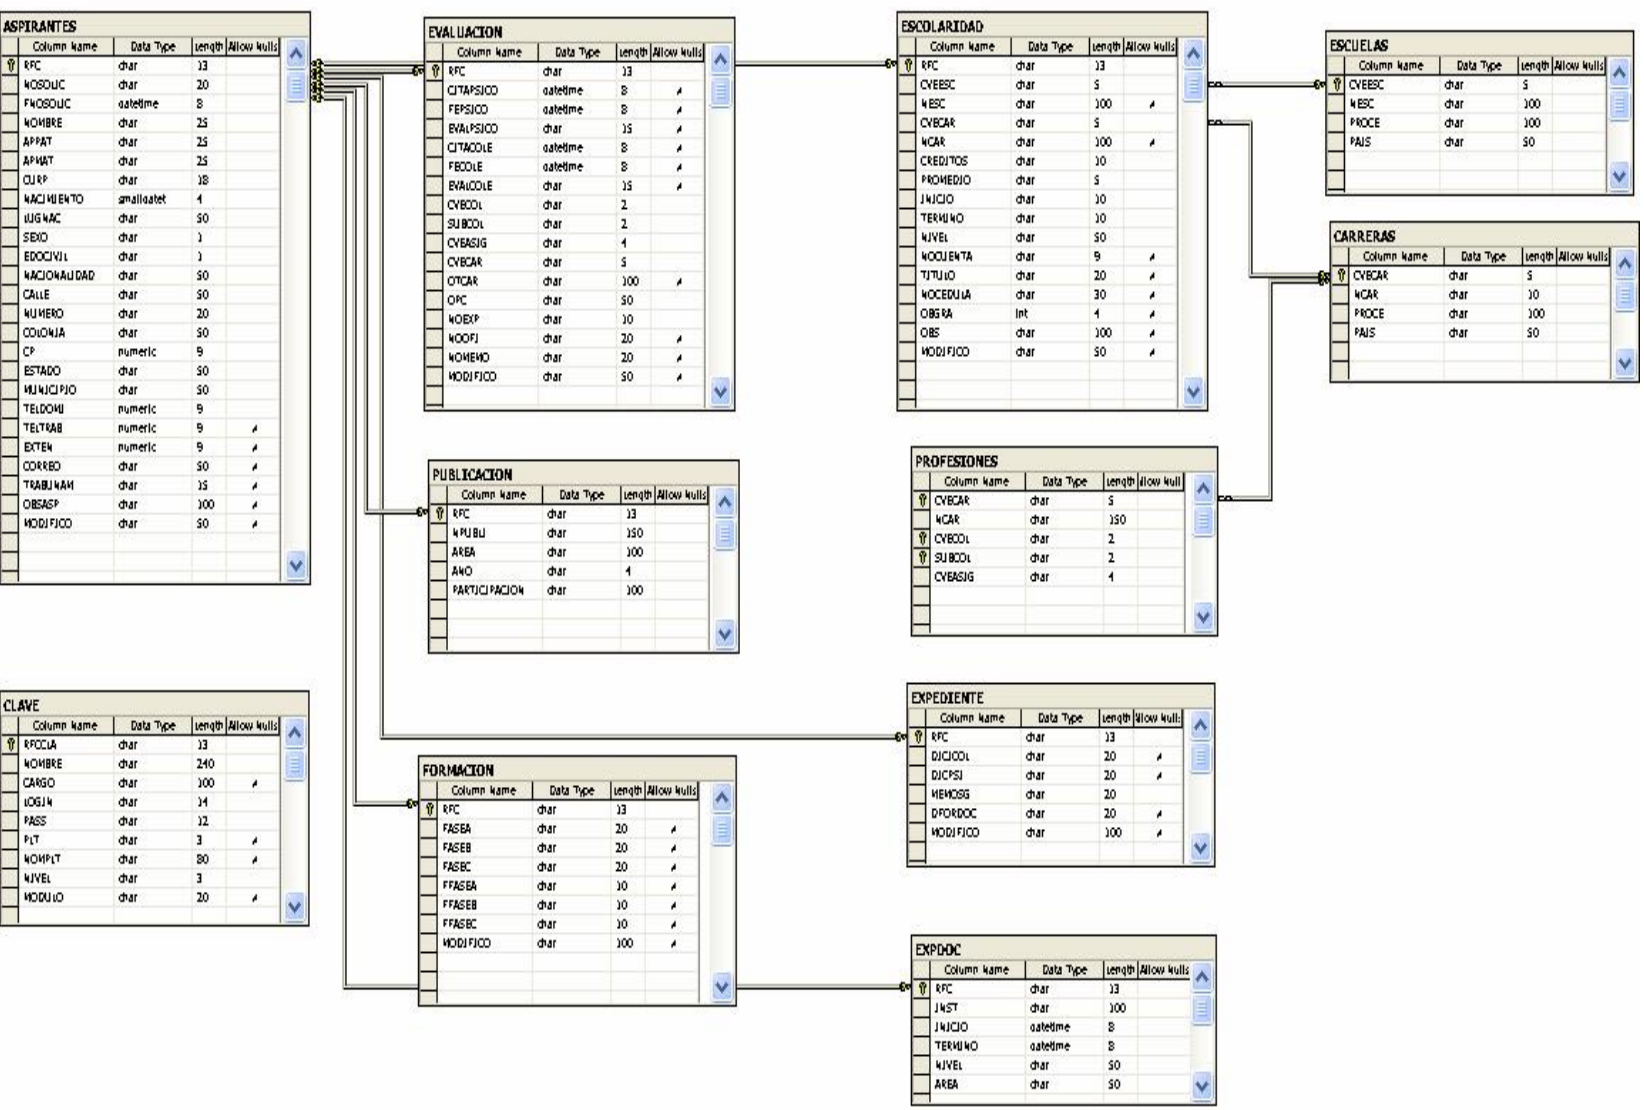 ASPIRANTES
Column Name Data Type Length Allow Nulls
RFC char 13
NOSOLIC char 20
FNOSOLIC datetime 8
NOMBRE char 25
APPAT char 25
APMAT char 25
CURP char 18
NACIMIENTO smalldatet 4
LUGNAC char 50
SEXO char 1
EDOCIVIL char 1
NACIONALIDAD char 50
CALLE char 50
NUMERO char 20
COLONIA char 50
CP numeric 9
ESTADO char 50
MUNICIPIO char 50
TELDOMI numeric 9
TELTRAB numeric 9
EXTEN numeric 9
CORREO char 50
TRABUNAM char 15
OBSASP char 100
MODIFICO char 50
EVALUACION
Column Name Data Type Length Allow Nulls
RFC char 13
CITAPSICO datetime 8
FEPSICO datetime 8
EVALPSICO char 15
CITACOLE datetime 8
FECOLE datetime 8
EVALCOLE char 15
CVECOL char 2
SUBCOL char 2
CVEASIG char 4
CVECAR char 5
OTCAR char 100
OPC char 50
NOEXP char 10
NOOFI char 20
NOMEMO char 20
MODIFICO char 50
ESCOLARIDAD
Column Name Data Type Length Allow Nulls
RFC char 13
CVEESC char 5
NESC char 100
CVECAR char 5
NCAR char 100
CREDITOS char 10
PROMEDIO char 5
INICIO char 10
TERMINO char 10
NIVEL char 50
NOCUENTA char 9
TITULO char 20
NOCEDULA char 30
OBGRA int 4
OBS char 100
MODIFICO char 50
ESCUELAS
Column Name Data Type Length Allow Nulls
CVEESC char 5
NESC char 100
PROCE char 100
PAIS char 50
CARRERAS
Column Name Data Type Length Allow Nulls
CVECAR char 5
NCAR char 10
PROCE char 100
PAIS char 50
PUBLICACION
Column Name Data Type Length Allow Nulls
RFC char 13
NPUBLI char 150
AREA char 100
ANO char 4
PARTICIPACION char 100
PROFESIONES
Column Name Data Type Length Allow Null
CVECAR char 5
NCAR char 150
CVECOL char 2
SUBCOL char 2
CVEASIG char 4
CLAVE
Column Name Data Type Length Allow Nulls
RFCCLA char 13
NOMBRE char 240
CARGO char 100
LOGIN char 14
PASS char 12
PLT char 3
NOMPLT char 80
NIVEL char 3
MODULO char 20
FORMACION
Column Name Data Type Length Allow Nulls
RFC char 13
FASEA char 20
FASEB char 20
FASEC char 20
FFASEA char 10
FFASEB char 10
FFASEC char 10
MODIFICO char 100
EXPEDIENTE
Column Name Data Type Length Allow Nulls
RFC char 13
DICICOL char 20
DICPSI char 20
MEMOSG char 20
DFORDOC char 20
MODIFICO char 100
EXPDOC
Column Name Data Type Length Allow Nulls
RFC char 13
INST char 100
INICIO datetime 8
TERMINO datetime 8
NIVEL char 50
AREA char 50